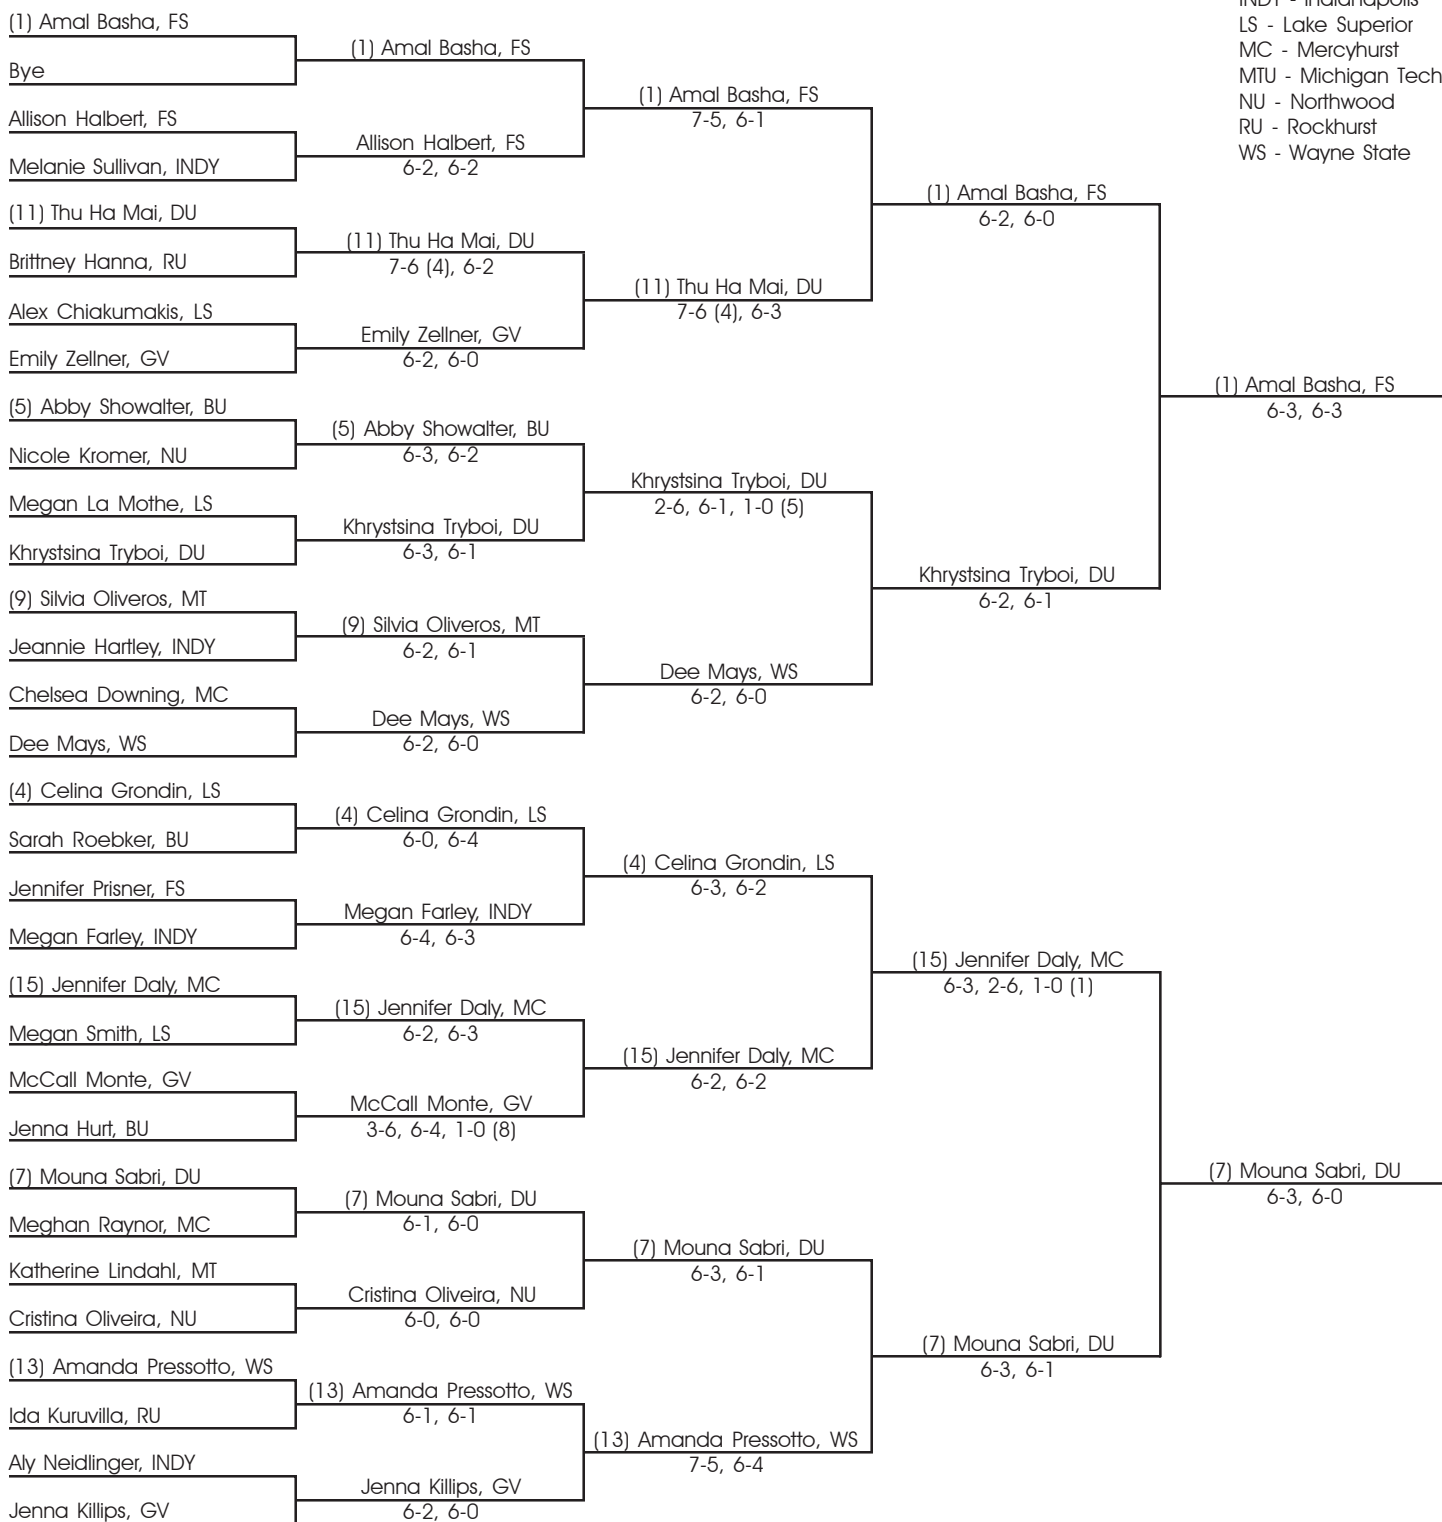 (1) Amal Basha, FS
Bye
Allison Halbert, FS
Melanie Sullivan, INDY
(11) Thu Ha Mai, DU
Brittney Hanna, RU
Alex Chiakumakis, LS
Emily Zellner, GV
(5) Abby Showalter, BU
Nicole Kromer, NU
Megan La Mothe, LS
Khrystsina Tryboi, DU
(9) Silvia Oliveros, MT
Jeannie Hartley, INDY
Chelsea Downing, MC
Dee Mays, WS
(4) Celina Grondin, LS
Sarah Roebker, BU
Jennifer Prisner, FS
Megan Farley, INDY
(15) Jennifer Daly, MC
Megan Smith, LS
McCall Monte, GV
Jenna Hurt, BU
(7) Mouna Sabri, DU
Meghan Raynor, MC
Katherine Lindahl, MT
Cristina Oliveira, NU
(13) Amanda Pressotto, WS
Ida Kuruvilla, RU
Aly Neidlinger, INDY
Jenna Killips, GV
(1) Amal Basha, FS
Allison Halbert, FS
6-2, 6-2
(11) Thu Ha Mai, DU
7-6 (4), 6-2
Emily Zellner, GV
6-2, 6-0
(5) Abby Showalter, BU
6-3, 6-2
Khrystsina Tryboi, DU
6-3, 6-1
(9) Silvia Oliveros, MT
6-2, 6-1
Dee Mays, WS
6-2, 6-0
(4) Celina Grondin, LS
6-0, 6-4
Megan Farley, INDY
6-4, 6-3
(15) Jennifer Daly, MC
6-2, 6-3
McCall Monte, GV
3-6, 6-4, 1-0 (8)
(7) Mouna Sabri, DU
6-1, 6-0
Cristina Oliveira, NU
6-0, 6-0
(13) Amanda Pressotto, WS
6-1, 6-1
Jenna Killips, GV
6-2, 6-0
(1) Amal Basha, FS
7-5, 6-1
(11) Thu Ha Mai, DU
7-6 (4), 6-3
Khrystsina Tryboi, DU
2-6, 6-1, 1-0 (5)
Dee Mays, WS
6-2, 6-0
(4) Celina Grondin, LS
6-3, 6-2
(15) Jennifer Daly, MC
6-2, 6-2
(7) Mouna Sabri, DU
6-3, 6-1
(13) Amanda Pressotto, WS
7-5, 6-4
(1) Amal Basha, FS
6-2, 6-0
Khrystsina Tryboi, DU
6-2, 6-1
(15) Jennifer Daly, MC
6-3, 2-6, 1-0 (1)
(7) Mouna Sabri, DU
6-3, 6-1
(1) Amal Basha, FS
6-3, 6-3
(7) Mouna Sabri, DU
6-3, 6-0
INDY - Indianapolis
LS - Lake Superior
MC - Mercyhurst
MTU - Michigan Tech
NU - Northwood
RU - Rockhurst
WS - Wayne State